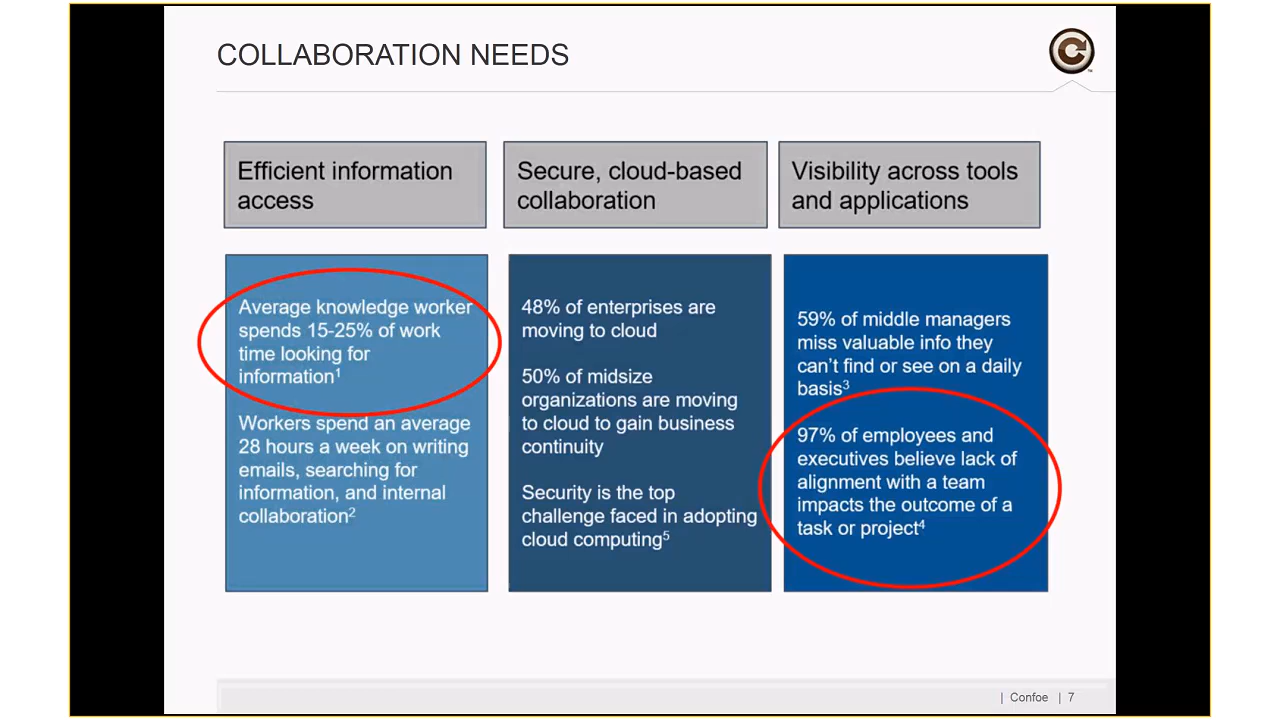 COLLABORATION NEEDS
C
Efficient information
access
Average knowledge worker
spends 15-25% of work
time looking for
information¹
Workers spend an average
28 hours a week on writing
emails, searching for
information, and internal
collaboration²
Secure, cloud-based
collaboration
48% of enterprises are
moving to cloud
50% of midsize
organizations are moving
to cloud to gain business
continuity
Security is the top
challenge faced in adopting
cloud computing⁵
Visibility across tools
and applications
59% of middle managers
miss valuable info they
can’t find or see on a daily
basis³
97% of employees and
executives believe lack of
alignment with a team
impacts the outcome of a
task or project⁴
| Confoe | 7